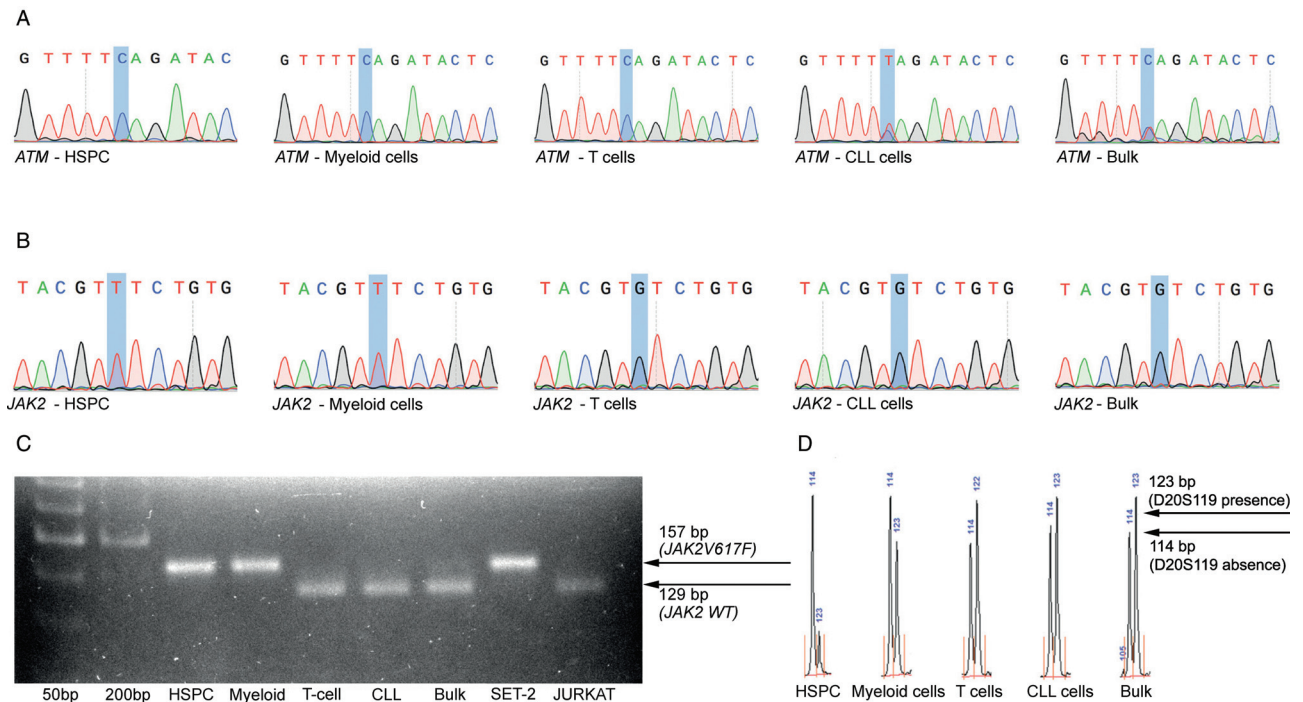 A
G T T T T C A G A T A C
G T T T T C A G A T A C T C
G T T T T C A G A T A C T C
G T T T T T A G A T A C T C
G T T T T C A G A T A C T C
ATM - HSPC
ATM - Myeloid cells
ATM - T cells
ATM - CLL cells
ATM - Bulk
B
T A C G T T T C T G T G
T A C G T T T C T G T G
T A C G T G T C T G T G
T A C G T G T C T G T G
T A C G T G T C T G T G
JAK2 - HSPC
JAK2 - Myeloid cells
JAK2 - T cells
JAK2 - CLL cells
JAK2 - Bulk
C
157 bp
(JAK2V617F)
129 bp
(JAK2 WT)
50bp 200bp HSPC Myeloid T-cell CLL Bulk SET-2 JURKAT
D
114
123
114
123
114
122
114
123
105
114
123
123 bp
(D20S119 presence)
114 bp
(D20S119 absence)
HSPC Myeloid cells T cells CLL cells Bulk